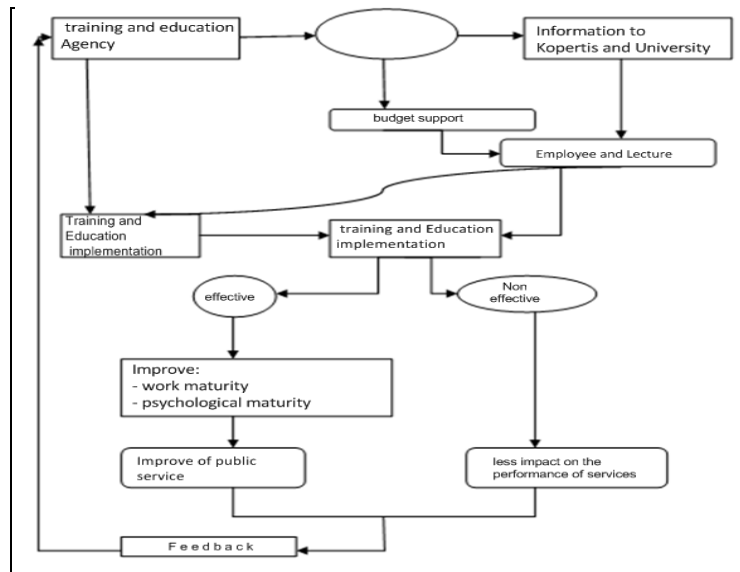 training and education
Agency
Information to
Kopertis and University
budget support
Employee and Lecture
Training and
Education
implementation
training and Education
implementation
effective
Non
effective
Improve:
- work maturity
- psychological maturity
Improve of public
service
less impact on the
performance of services
Feedback